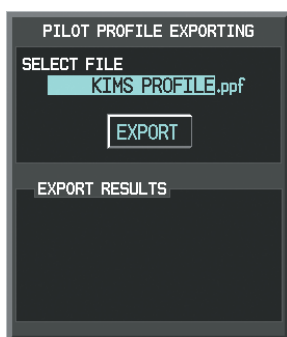 PILOT PROFILE EXPORTING
SELECT FILE
KIMS PROFILE.ppf
EXPORT
EXPORT RESULTS